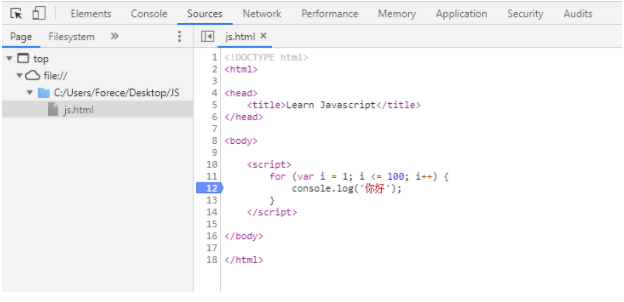 Elements Console Sources Network Performance Memory Application Security Audits
Page Filesystem » js.html ×
top
file://
C:/Users/Forece/Desktop/JS
js.html
1 <!DOCTYPE html>
2 <html>
3
4 <head>
5     <title>Learn Javascript</title>
6 </head>
7
8 <body>
9
10     <script>
11         for (var i = 1; i <= 100; i++) {
12             console.log('你好');
13         }
14     </script>
15
16 </body>
17
18 </html>